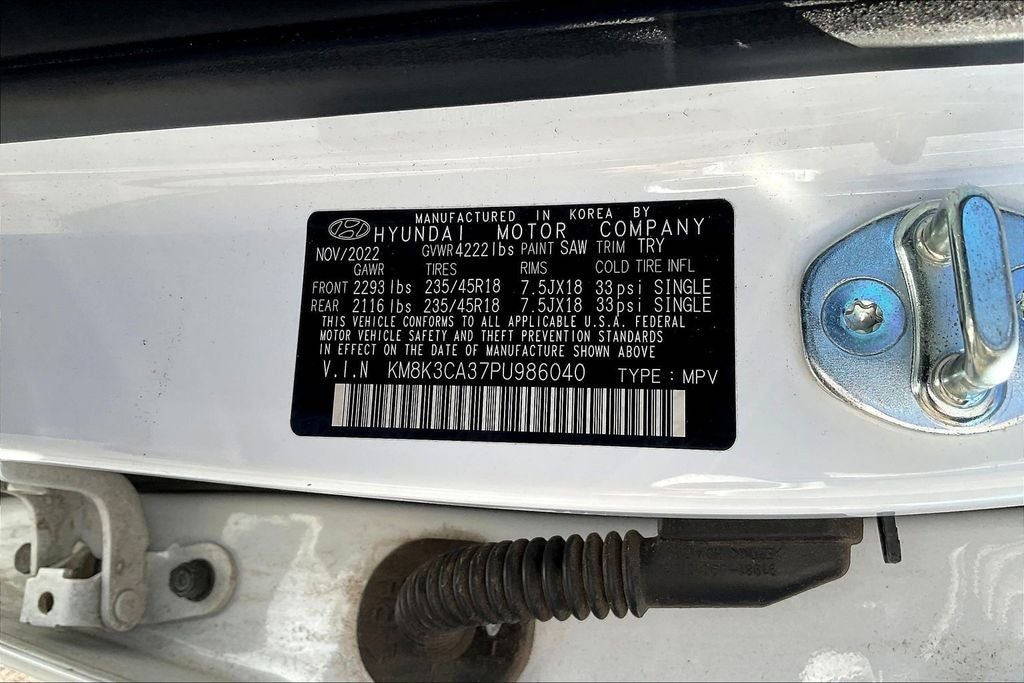 MANUFACTURED IN KOREA BY
HYUNDAI MOTOR COMPANY
NOV/2022 GVWR 4222 lbs PAINT SAW TRIM TRY
GAWR TIRES RIMS COLD TIRE INFL
FRONT 2293 lbs 235/45R18 7.5JX18 33psi SINGLE
REAR 2116 lbs 235/45R18 7.5JX18 33psi SINGLE
THIS VEHICLE CONFORMS TO ALL APPLICABLE U.S.A. FEDERAL
MOTOR VEHICLE SAFETY AND THEFT PREVENTION STANDARDS
IN EFFECT ON THE DATE OF MANUFACTURE SHOWN ABOVE
V.I.N KM8K3CA37PU986040 TYPE : MPV